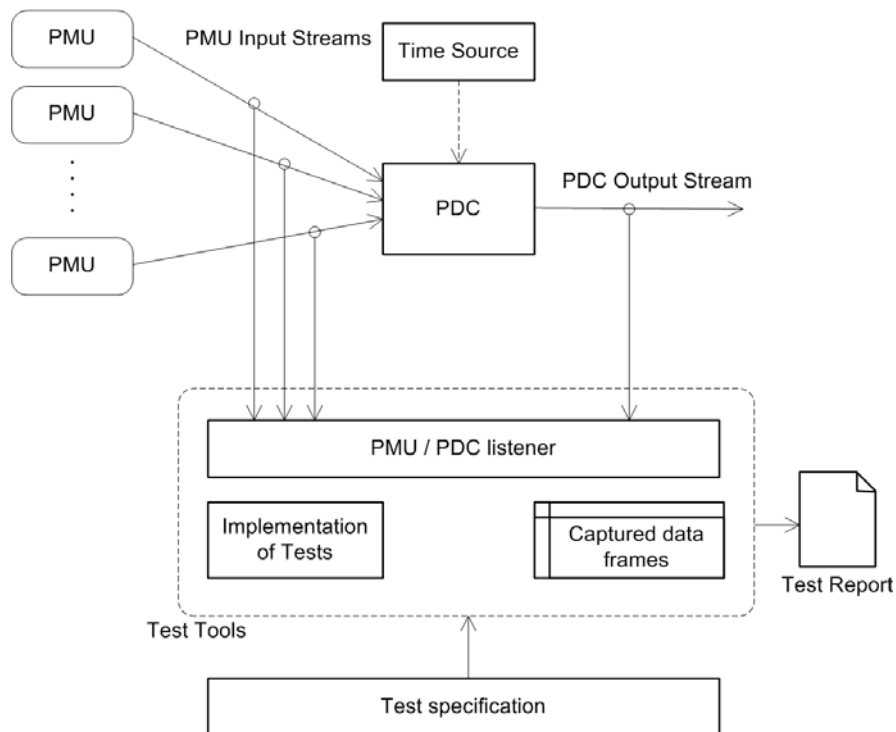 PMU
PMU Input Streams
Time Source
PMU
PDC
PDC Output Stream
PMU
PMU / PDC listener
Implementation
of Tests
Captured data
frames
Test Report
Test Tools
Test specification